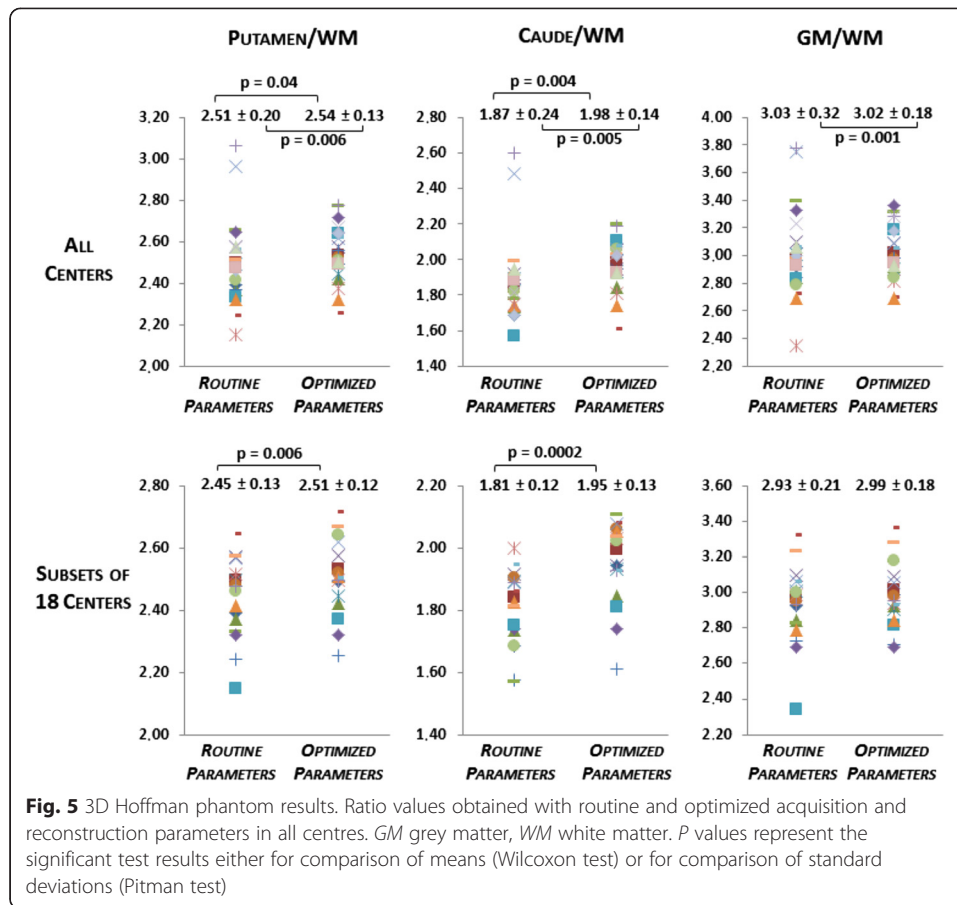 PUTAMEN/WM CAUDE/WM GM/WM
p = 0.04 p = 0.004
2.51 ± 0.20 2.54 ± 0.13 1.87 ± 0.24 1.98 ± 0.14 3.03 ± 0.32 3.02 ± 0.18
p = 0.006 p = 0.005 p = 0.001
ALL
CENTERS
3,20
3,00
2,80
2,60
2,40
2,20
2,00
ROUTINE
PARAMETERS
OPTIMIZED
PARAMETERS
2,80
2,60
2,40
2,20
2,00
1,80
1,60
1,40
ROUTINE
PARAMETERS
OPTIMIZED
PARAMETERS
4,00
3,80
3,60
3,40
3,20
3,00
2,80
2,60
2,40
2,20
ROUTINE
PARAMETERS
OPTIMIZED
PARAMETERS
p = 0.006 p = 0.0002
2.45 ± 0.13 2.51 ± 0.12 1.81 ± 0.12 1.95 ± 0.13 2.93 ± 0.21 2.99 ± 0.18
SUBSETS OF
18 CENTERS
2,80
2,60
2,40
2,20
2,00
ROUTINE
PARAMETERS
OPTIMIZED
PARAMETERS
2,20
2,00
1,80
1,60
1,40
ROUTINE
PARAMETERS
OPTIMIZED
PARAMETERS
3,60
3,40
3,20
3,00
2,80
2,60
2,40
2,20
ROUTINE
PARAMETERS
OPTIMIZED
PARAMETERS
Fig. 5 3D Hoffman phantom results. Ratio values obtained with routine and optimized acquisition and
reconstruction parameters in all centres. GM grey matter, WM white matter. P values represent the
significant test results either for comparison of means (Wilcoxon test) or for comparison of standard
deviations (Pitman test)